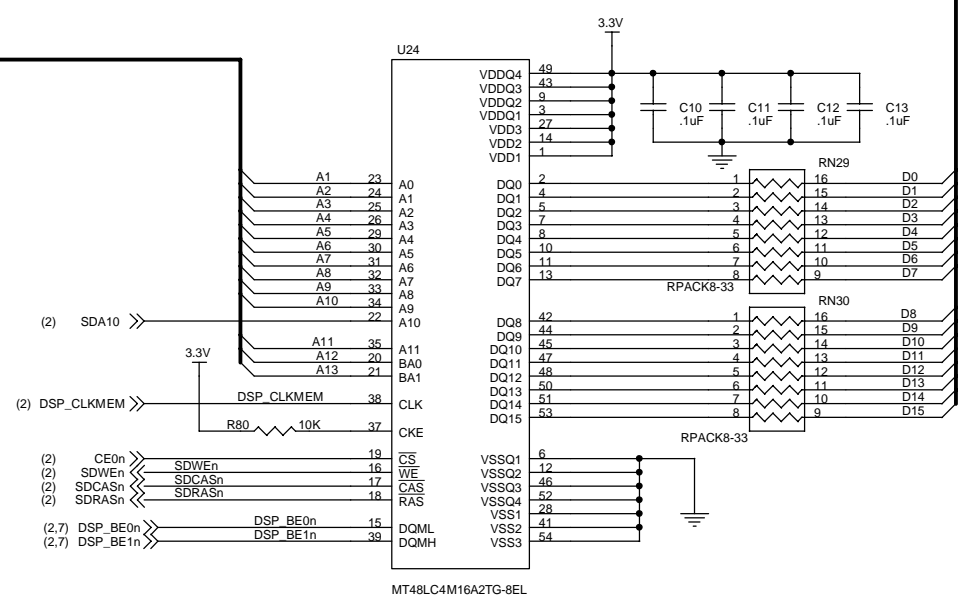 3.3V
U24
VDDQ4 49
VDDQ3 43
VDDQ2 9
VDDQ1 3
VDD3 27
VDD2 14
VDD1 1
C10 .1uF
C11 .1uF
C12 .1uF
C13 .1uF
RN29
A1 23 A0 DQ0 2 1 16 D0
A2 24 A1 DQ1 4 2 15 D1
A3 25 A2 DQ2 5 3 14 D2
A4 26 A3 DQ3 7 4 13 D3
A5 29 A4 DQ4 8 5 12 D4
A6 30 A5 DQ5 10 6 11 D5
A7 31 A6 DQ6 11 7 10 D6
A8 32 A7 DQ7 13 8 9 D7
A9 33 A8 RPACK8-33
A10 34 A9 RN30
(2) SDA10 22 A10 DQ8 42 1 16 D8
DQ9 44 2 15 D9
A11 35 A11 DQ10 45 3 14 D10
A12 20 BA0 DQ11 47 4 13 D11
A13 21 BA1 DQ12 48 5 12 D12
3.3V DQ13 50 6 11 D13
(2) DSP_CLKMEM DSP_CLKMEM 38 CLK DQ14 51 7 10 D14
DQ15 53 8 9 D15
R80 10K 37 CKE RPACK8-33
(2) CE0n 19 CS VSSQ1 6
(2) SDWEn SDWEn 16 WE VSSQ2 12
(2) SDCASn SDCASn 17 CAS VSSQ3 46
(2) SDRASn SDRASn 18 RAS VSSQ4 52
VSS1 28
(2,7) DSP_BE0n DSP_BE0n 15 DQML VSS2 41
(2,7) DSP_BE1n DSP_BE1n 39 DQMH VSS3 54
MT48LC4M16A2TG-8EL